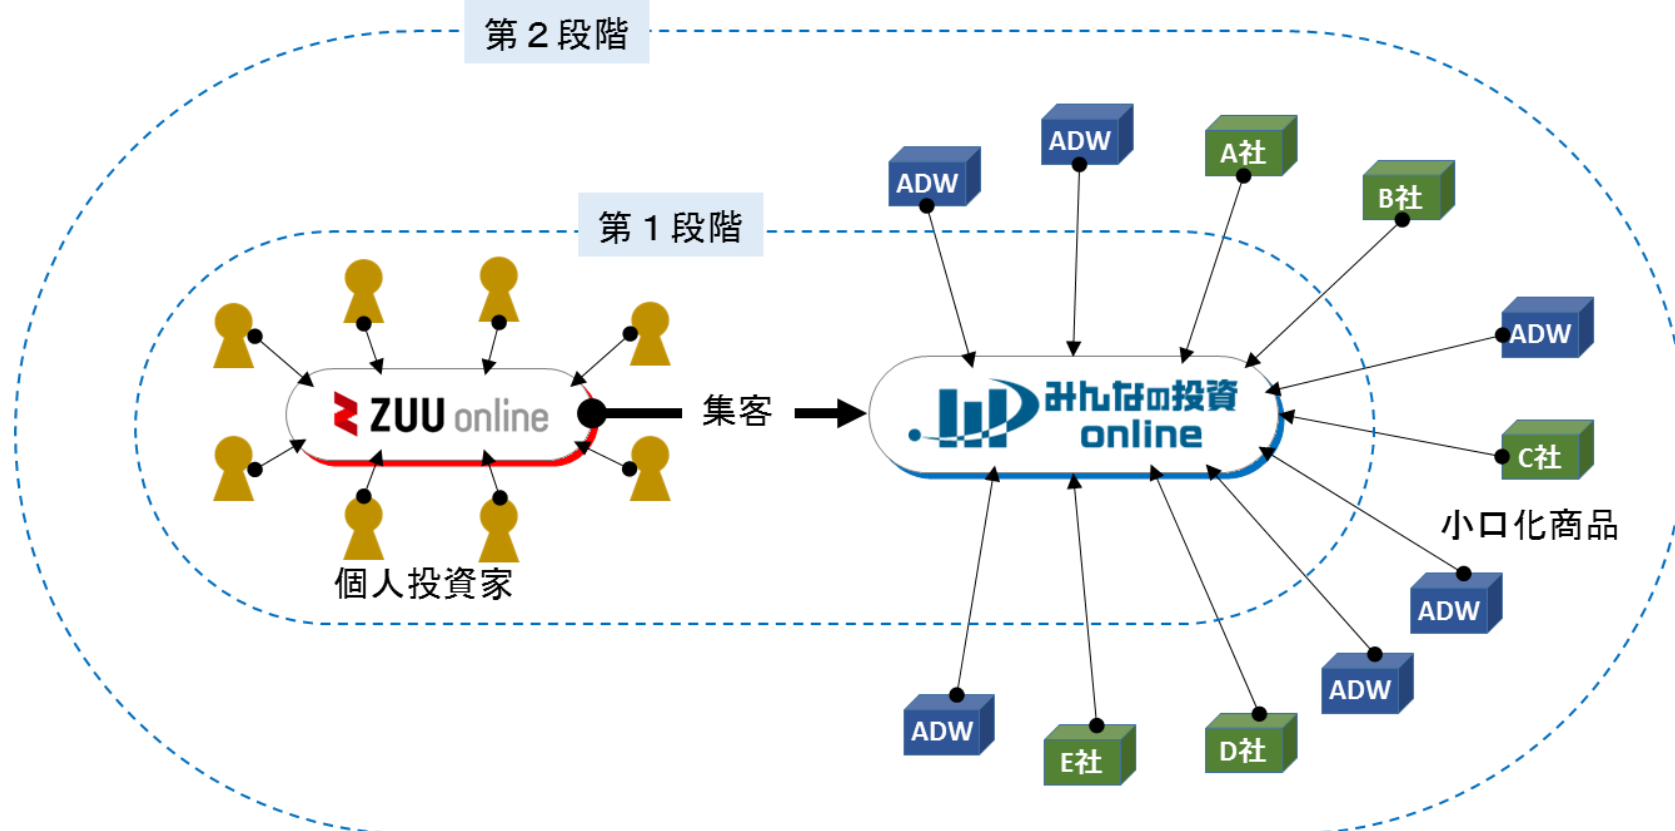 第２段階
第１段階
ADW
ADW
A社
B社
ADW
C社
小口化商品
ADW
ADW
D社
E社
ADW
ZUU online
集客
みんなの投資
online
個人投資家